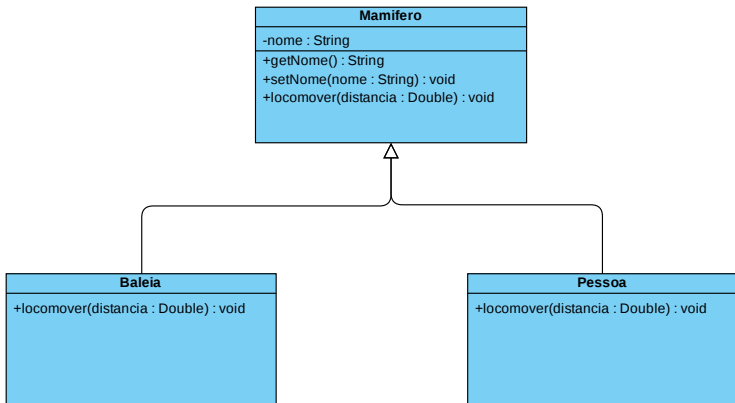 Mamifero
-nome : String
+getNome() : String
+setNome(nome : String) : void
+locomover(distancia : Double) : void
Baleia
+locomover(distancia : Double) : void
Pessoa
+locomover(distancia : Double) : void